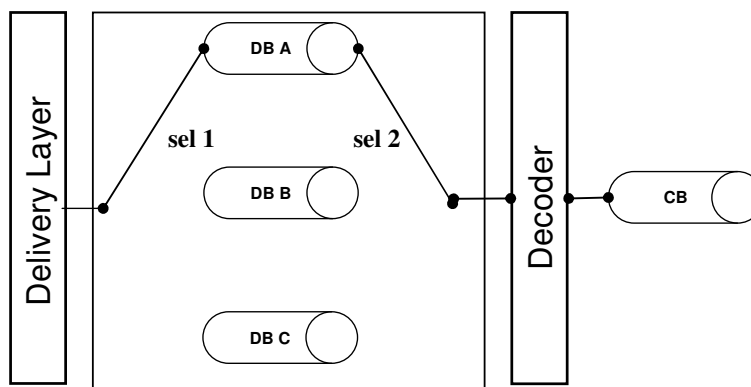 Delivery Layer
DB A
sel 1
sel 2
DB B
DB C
Decoder
CB